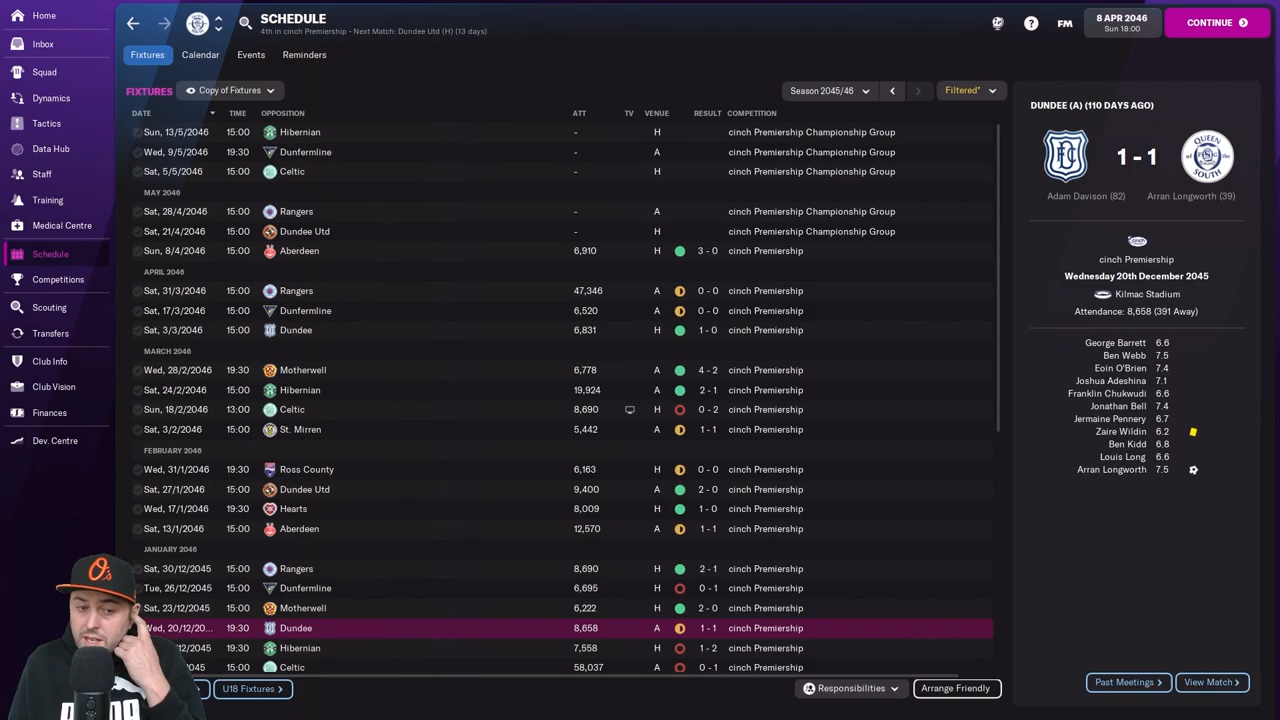 Home
Inbox
Squad
Dynamics
Tactics
Data Hub
Staff
Training
Medical Centre
Schedule
Competitions
Scouting
Transfers
Club Info
Club Vision
Finances
Dev. Centre
SCHEDULE
4th in cinch Premiership - Next Match: Dundee Utd (H) (13 days)
FM
8 APR 2046
Sun 18:00
CONTINUE
Fixtures Calendar Events Reminders
FIXTURES Copy of Fixtures Season 2045/46 Filtered*
DATE TIME OPPOSITION ATT TV VENUE RESULT COMPETITION
Sun, 13/5/2046 15:00 Hibernian - H cinch Premiership Championship Group
Wed, 9/5/2046 19:30 Dunfermline - A cinch Premiership Championship Group
Sat, 5/5/2046 15:00 Celtic - H cinch Premiership Championship Group
MAY 2046
Sat, 28/4/2046 15:00 Rangers - A cinch Premiership Championship Group
Sat, 21/4/2046 15:00 Dundee Utd - H cinch Premiership Championship Group
Sun, 8/4/2046 15:00 Aberdeen 6,910 H 3 - 0 cinch Premiership
APRIL 2046
Sat, 31/3/2046 15:00 Rangers 47,346 A 0 - 0 cinch Premiership
Sat, 17/3/2046 15:00 Dunfermline 6,520 A 0 - 0 cinch Premiership
Sat, 3/3/2046 15:00 Dundee 6,831 H 1 - 0 cinch Premiership
MARCH 2046
Wed, 28/2/2046 19:30 Motherwell 6,778 A 4 - 2 cinch Premiership
Sat, 24/2/2046 15:00 Hibernian 19,924 A 2 - 1 cinch Premiership
Sun, 18/2/2046 13:00 Celtic 8,690 H 0 - 2 cinch Premiership
Sat, 3/2/2046 15:00 St. Mirren 5,442 A 1 - 1 cinch Premiership
FEBRUARY 2046
Wed, 31/1/2046 19:30 Ross County 6,163 H 0 - 0 cinch Premiership
Sat, 27/1/2046 15:00 Dundee Utd 9,400 A 2 - 0 cinch Premiership
Wed, 17/1/2046 19:30 Hearts 8,009 H 1 - 0 cinch Premiership
Sat, 13/1/2046 15:00 Aberdeen 12,570 A 1 - 1 cinch Premiership
JANUARY 2046
Sat, 30/12/2045 15:00 Rangers 8,690 H 2 - 1 cinch Premiership
Tue, 26/12/2045 15:00 Dunfermline 6,695 H 0 - 1 cinch Premiership
Sat, 23/12/2045 15:00 Motherwell 6,222 H 2 - 0 cinch Premiership
Wed, 20/12/20... 19:30 Dundee 8,658 A 1 - 1 cinch Premiership
/12/2045 19:30 Hibernian 7,558 H 1 - 2 cinch Premiership
15:00 Celtic 58,037 A 0 - 1 cinch Premiership
U18 Fixtures
Responsibilities
Arrange Friendly
DUNDEE (A) (110 DAYS AGO)
QUEEN
SOUTH
1 - 1
Adam Davison (82) Arran Longworth (39)
cinch
cinch Premiership
Wednesday 20th December 2045
Kilmac Stadium
Attendance: 8,658 (391 Away)
George Barrett 6.6
Ben Webb 7.5
Eoin O'Brien 7.4
Joshua Adeshina 7.1
Franklin Chukwudi 6.6
Jonathan Bell 7.4
Jermaine Pennery 6.7
Zaire Wildin 6.2
Ben Kidd 6.8
Louis Long 6.6
Arran Longworth 7.5
Past Meetings
View Match